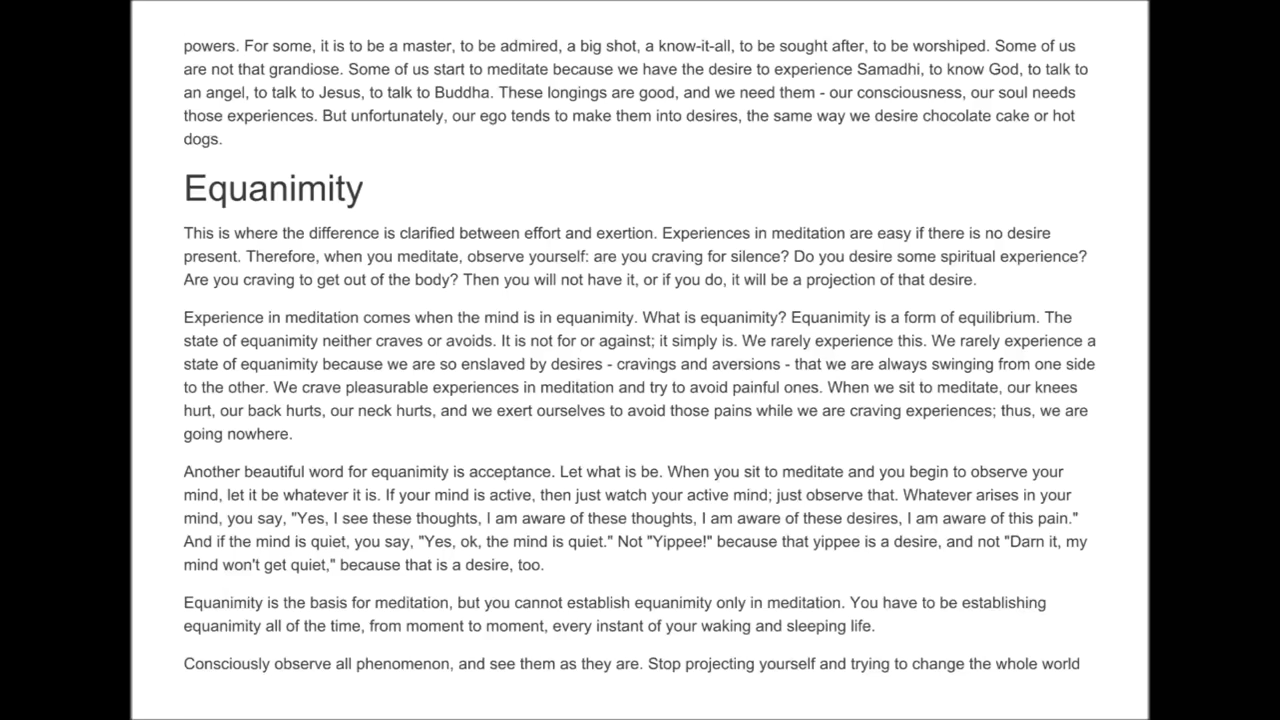 powers. For some, it is to be a master, to be admired, a big shot, a know-it-all, to be sought after, to be worshiped. Some of us
are not that grandiose. Some of us start to meditate because we have the desire to experience Samadhi, to know God, to talk to
an angel, to talk to Jesus, to talk to Buddha. These longings are good, and we need them - our consciousness, our soul needs
those experiences. But unfortunately, our ego tends to make them into desires, the same way we desire chocolate cake or hot
dogs.
Equanimity
This is where the difference is clarified between effort and exertion. Experiences in meditation are easy if there is no desire
present. Therefore, when you meditate, observe yourself: are you craving for silence? Do you desire some spiritual experience?
Are you craving to get out of the body? Then you will not have it, or if you do, it will be a projection of that desire.
Experience in meditation comes when the mind is in equanimity. What is equanimity? Equanimity is a form of equilibrium. The
state of equanimity neither craves or avoids. It is not for or against; it simply is. We rarely experience this. We rarely experience a
state of equanimity because we are so enslaved by desires - cravings and aversions - that we are always swinging from one side
to the other. We crave pleasurable experiences in meditation and try to avoid painful ones. When we sit to meditate, our knees
hurt, our back hurts, our neck hurts, and we exert ourselves to avoid those pains while we are craving experiences; thus, we are
going nowhere.
Another beautiful word for equanimity is acceptance. Let what is be. When you sit to meditate and you begin to observe your
mind, let it be whatever it is. If your mind is active, then just watch your active mind; just observe that. Whatever arises in your
mind, you say, "Yes, I see these thoughts, I am aware of these thoughts, I am aware of these desires, I am aware of this pain."
And if the mind is quiet, you say, "Yes, ok, the mind is quiet." Not "Yippee!" because that yippee is a desire, and not "Darn it, my
mind won't get quiet," because that is a desire, too.
Equanimity is the basis for meditation, but you cannot establish equanimity only in meditation. You have to be establishing
equanimity all of the time, from moment to moment, every instant of your waking and sleeping life.
Consciously observe all phenomenon, and see them as they are. Stop projecting yourself and trying to change the whole world